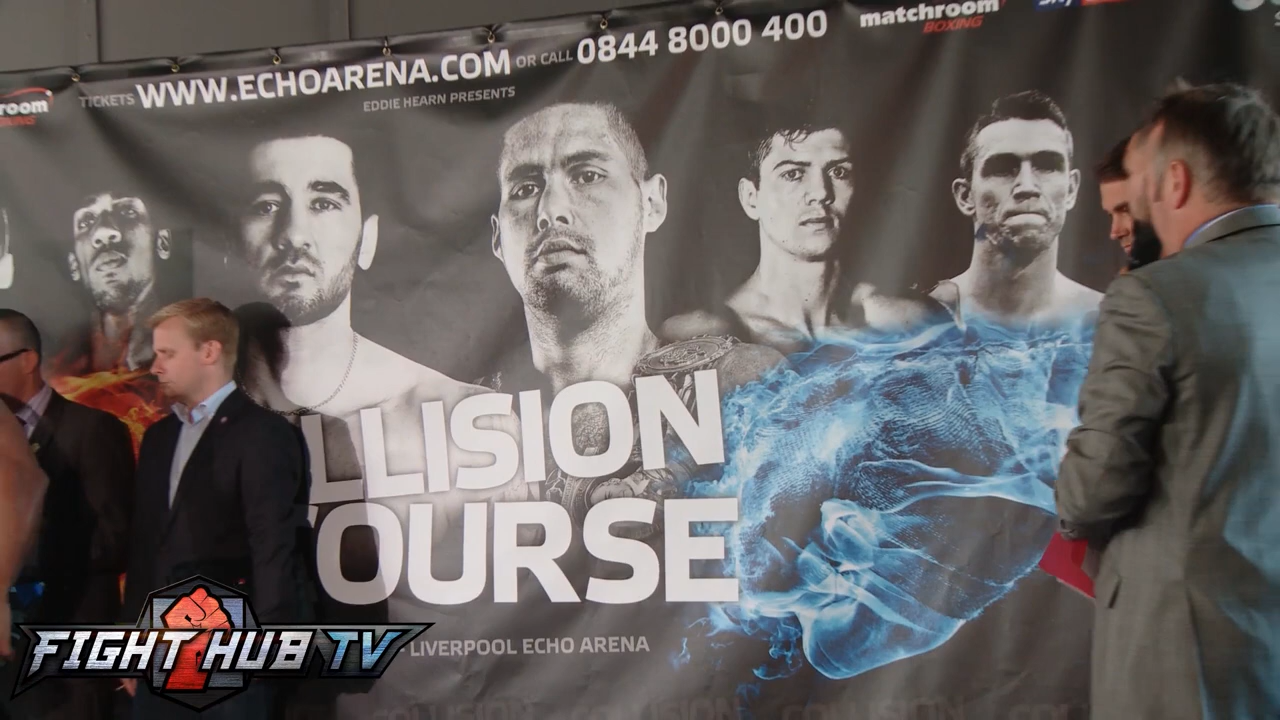 matchroom
BOXING
TICKETS WWW.ECHOARENA.COM OR CALL 0844 8000 400
EDDIE HEARN PRESENTS
room
LLISION
OURSE
LIVERPOOL ECHO ARENA
FIGHT HUB TV